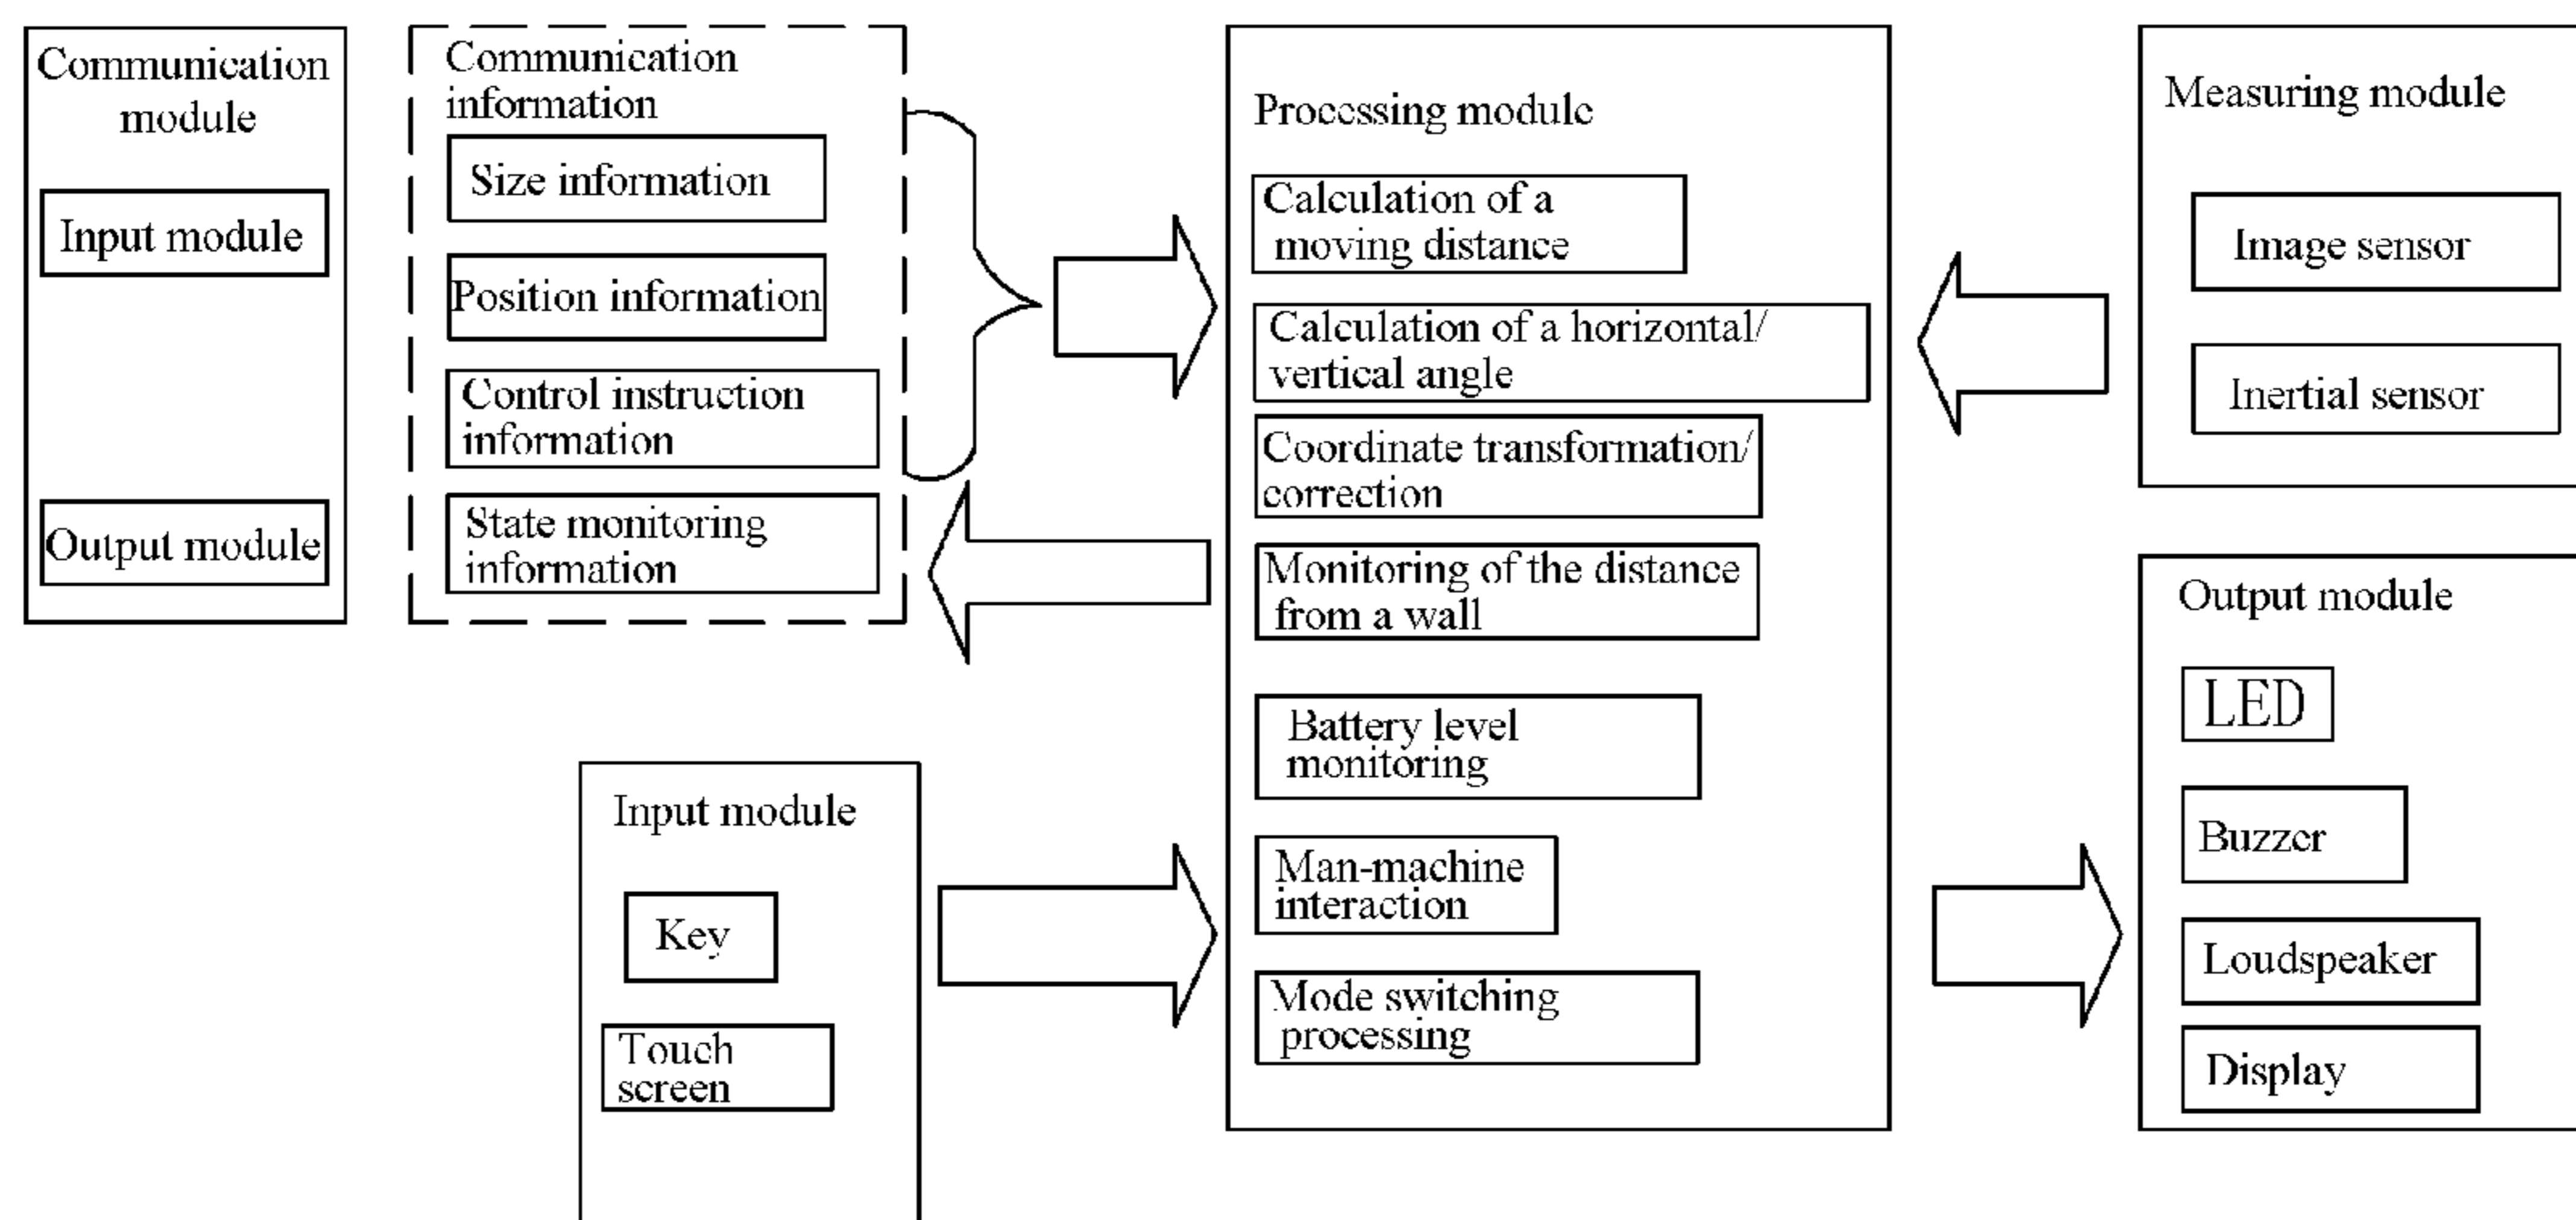 Communication
module
Input module
Output module
Communication
information
Size information
Position information
Control instruction
information
State monitoring
information
Input module
Key
Touch
screen
Processing module
Calculation of a
moving distance
Calculation of a horizontal/
vertical angle
Coordinate transformation/
correction
Monitoring of the distance
from a wall
Battery level
monitoring
Man-machine
interaction
Mode switching
processing
Measuring module
Image sensor
Inertial sensor
Output module
LED
Buzzer
Loudspeaker
Display